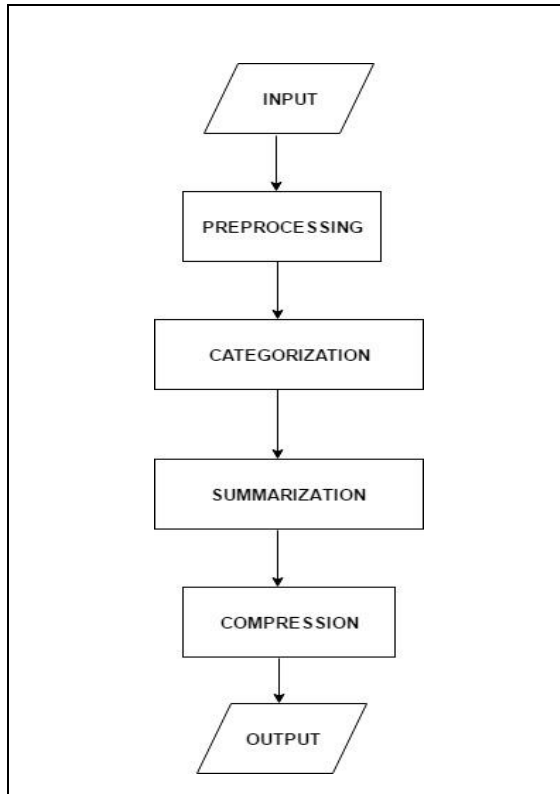 INPUT
PREPROCESSING
CATEGORIZATION
SUMMARIZATION
COMPRESSION
OUTPUT